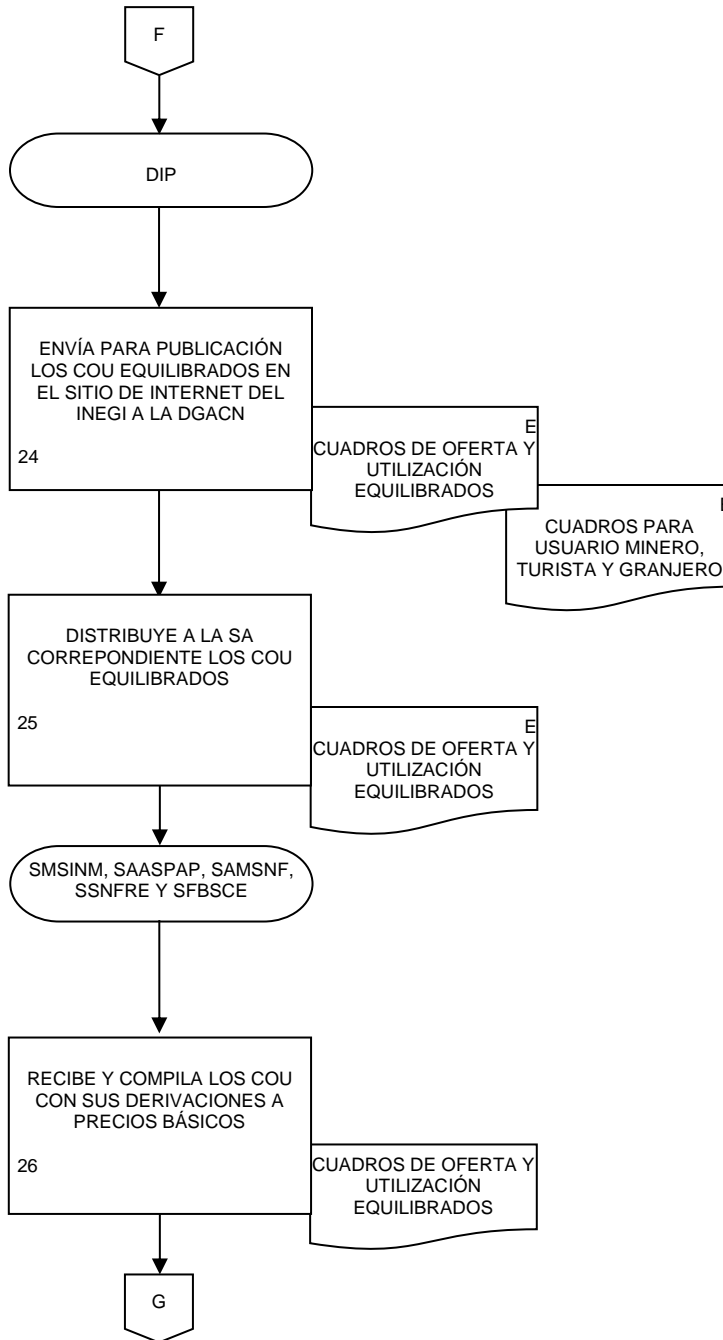 F
DIP
ENVÍA PARA PUBLICACIÓN
LOS COU EQUILIBRADOS EN
EL SITIO DE INTERNET DEL
INEGI A LA DGACN
24
E
CUADROS DE OFERTA Y
UTILIZACIÓN
EQUILIBRADOS
E
CUADROS PARA
USUARIO MINERO,
TURISTA Y GRANJERO
DISTRIBUYE A LA SA
CORREPONDIENTE LOS COU
EQUILIBRADOS
25
E
CUADROS DE OFERTA Y
UTILIZACIÓN
EQUILIBRADOS
SMSINM, SAASPAP, SAMSNF,
SSNFRE Y SFBSCE
RECIBE Y COMPILA LOS COU
CON SUS DERIVACIONES A
PRECIOS BÁSICOS
26
CUADROS DE OFERTA Y
UTILIZACIÓN
EQUILIBRADOS
G